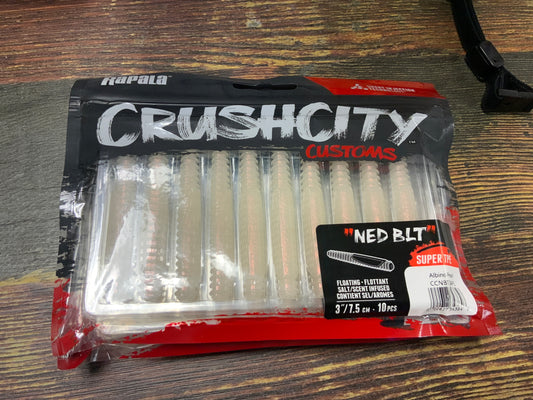 Rapala
CRUSHCITY
CUSTOMS
"NED BLT"
SUPER
FLOATING - FLOTTANT
SALT/SCENT INFUSED
CONTIENT SEL/ARÔMES
3"/7.5 CM - 10 PCS
Albino